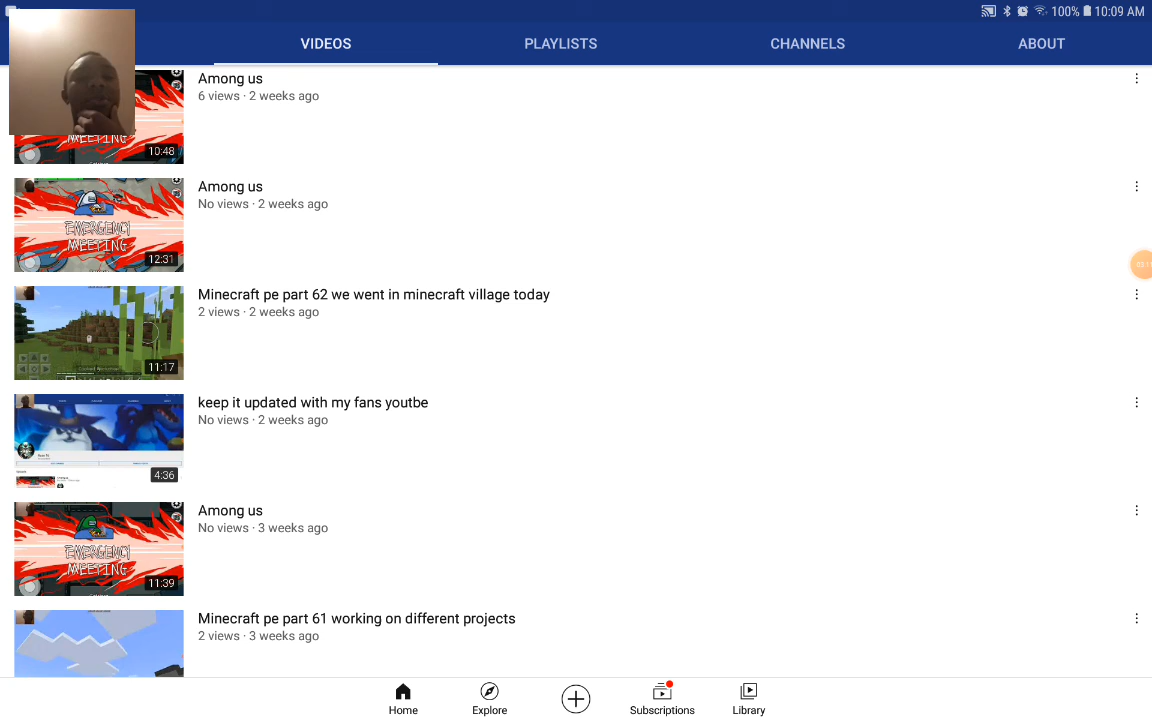 100% 10:09 AM
VIDEOS PLAYLISTS CHANNELS ABOUT
Among us
6 views · 2 weeks ago
MEETING
10:48
Among us
No views · 2 weeks ago
EMERGENCY
MEETING
12:31
Minecraft pe part 62 we went in minecraft village today
2 views · 2 weeks ago
11:17
keep it updated with my fans youtbe
No views · 2 weeks ago
4:36
Among us
No views · 3 weeks ago
EMERGENCY
MEETING
11:39
Minecraft pe part 61 working on different projects
2 views · 3 weeks ago
Home Explore Subscriptions Library